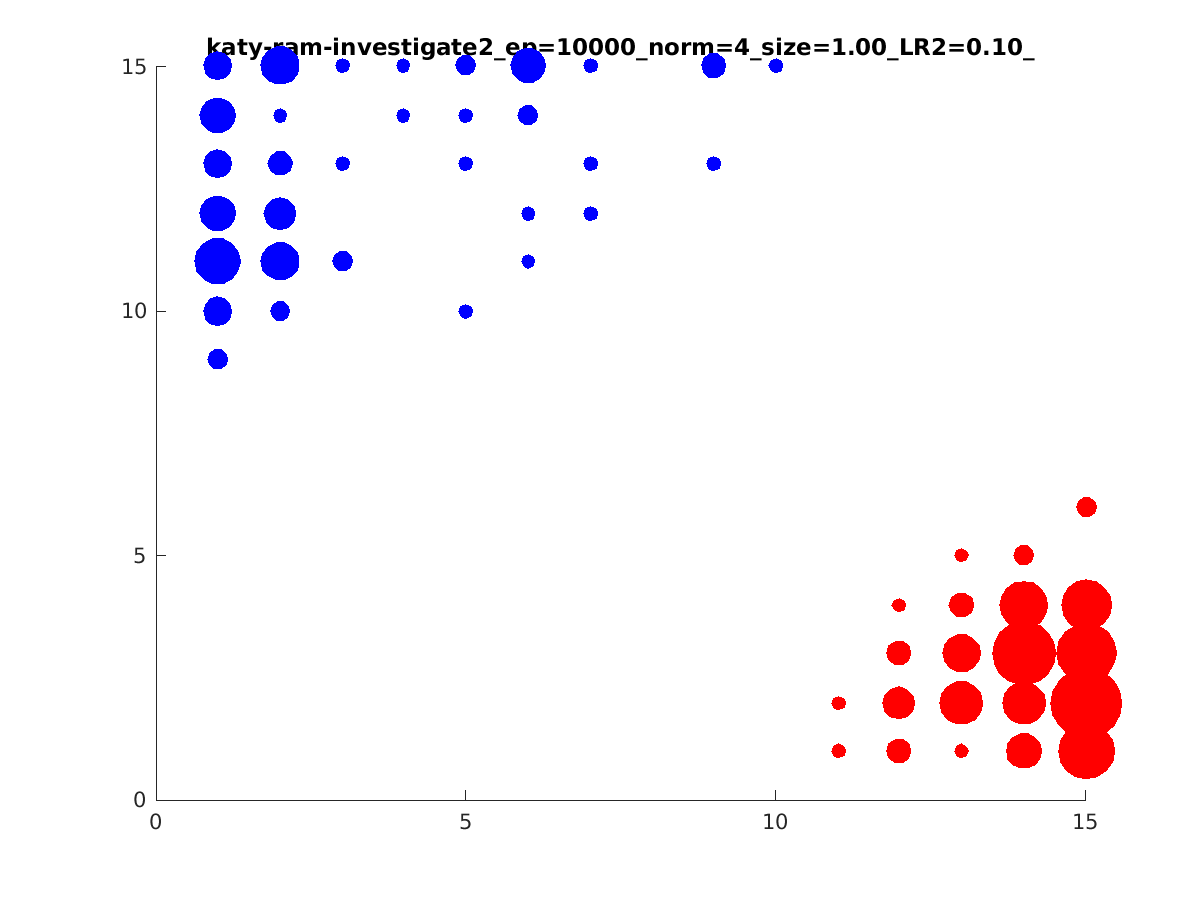 katy-ram-investigate2_ep=10000_norm=4_size=1.00_LR2=0.10_
15
10
5
0
0 5 10 15